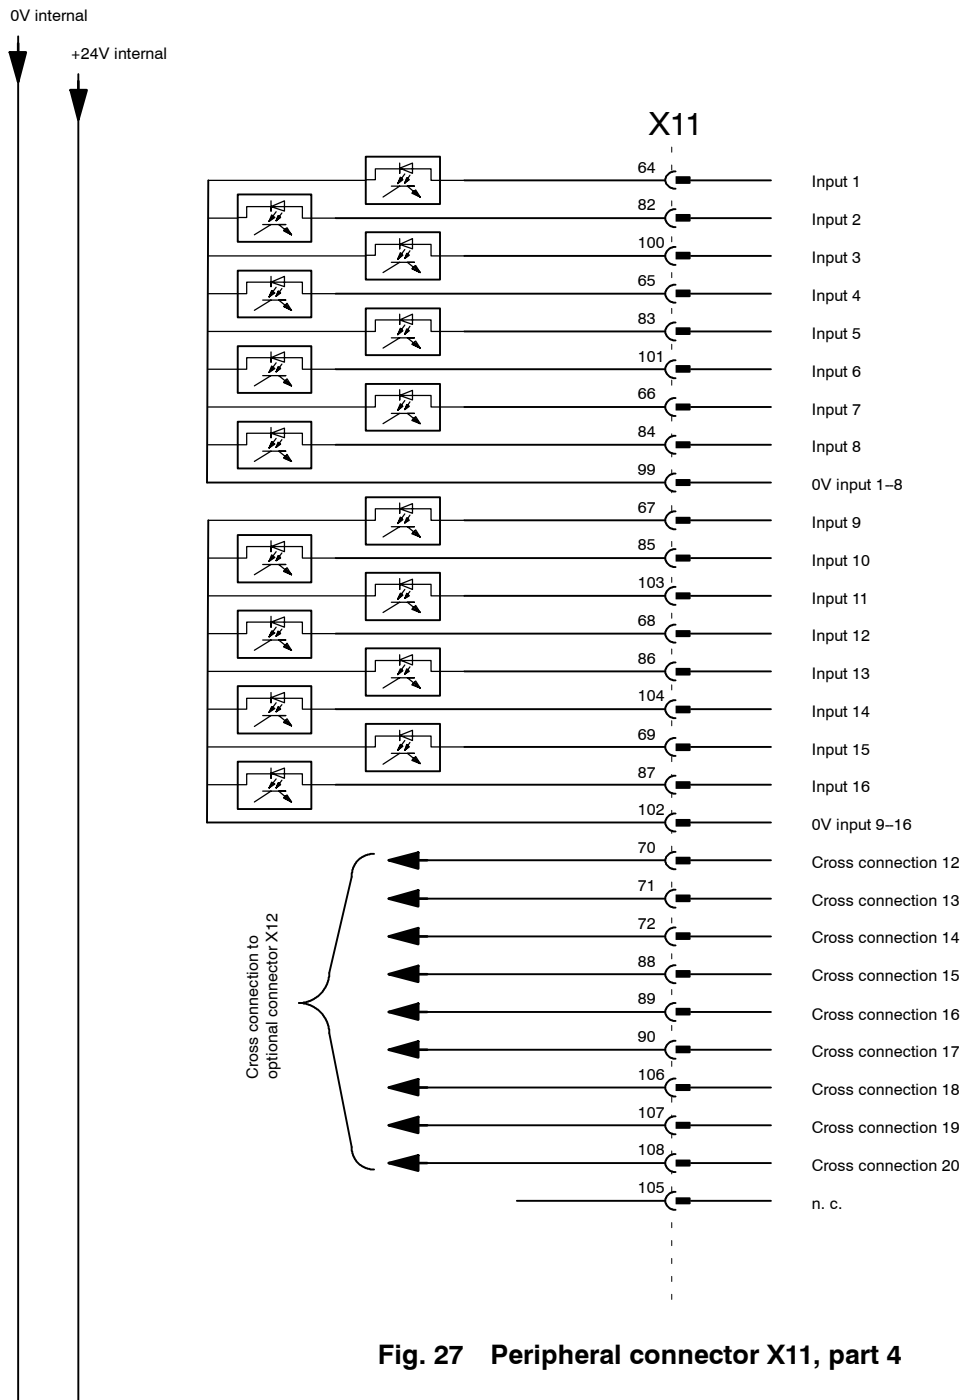 0V internal
+24V internal
X11
64 Input 1
82 Input 2
100 Input 3
65 Input 4
83 Input 5
101 Input 6
66 Input 7
84 Input 8
99 0V input 1–8
67 Input 9
85 Input 10
103 Input 11
68 Input 12
86 Input 13
104 Input 14
69 Input 15
87 Input 16
102 0V input 9–16
70 Cross connection 12
71 Cross connection 13
72 Cross connection 14
88 Cross connection 15
89 Cross connection 16
90 Cross connection 17
106 Cross connection 18
107 Cross connection 19
108 Cross connection 20
105 n. c.
Cross connection to
optional connector X12
Fig. 27 Peripheral connector X11, part 4